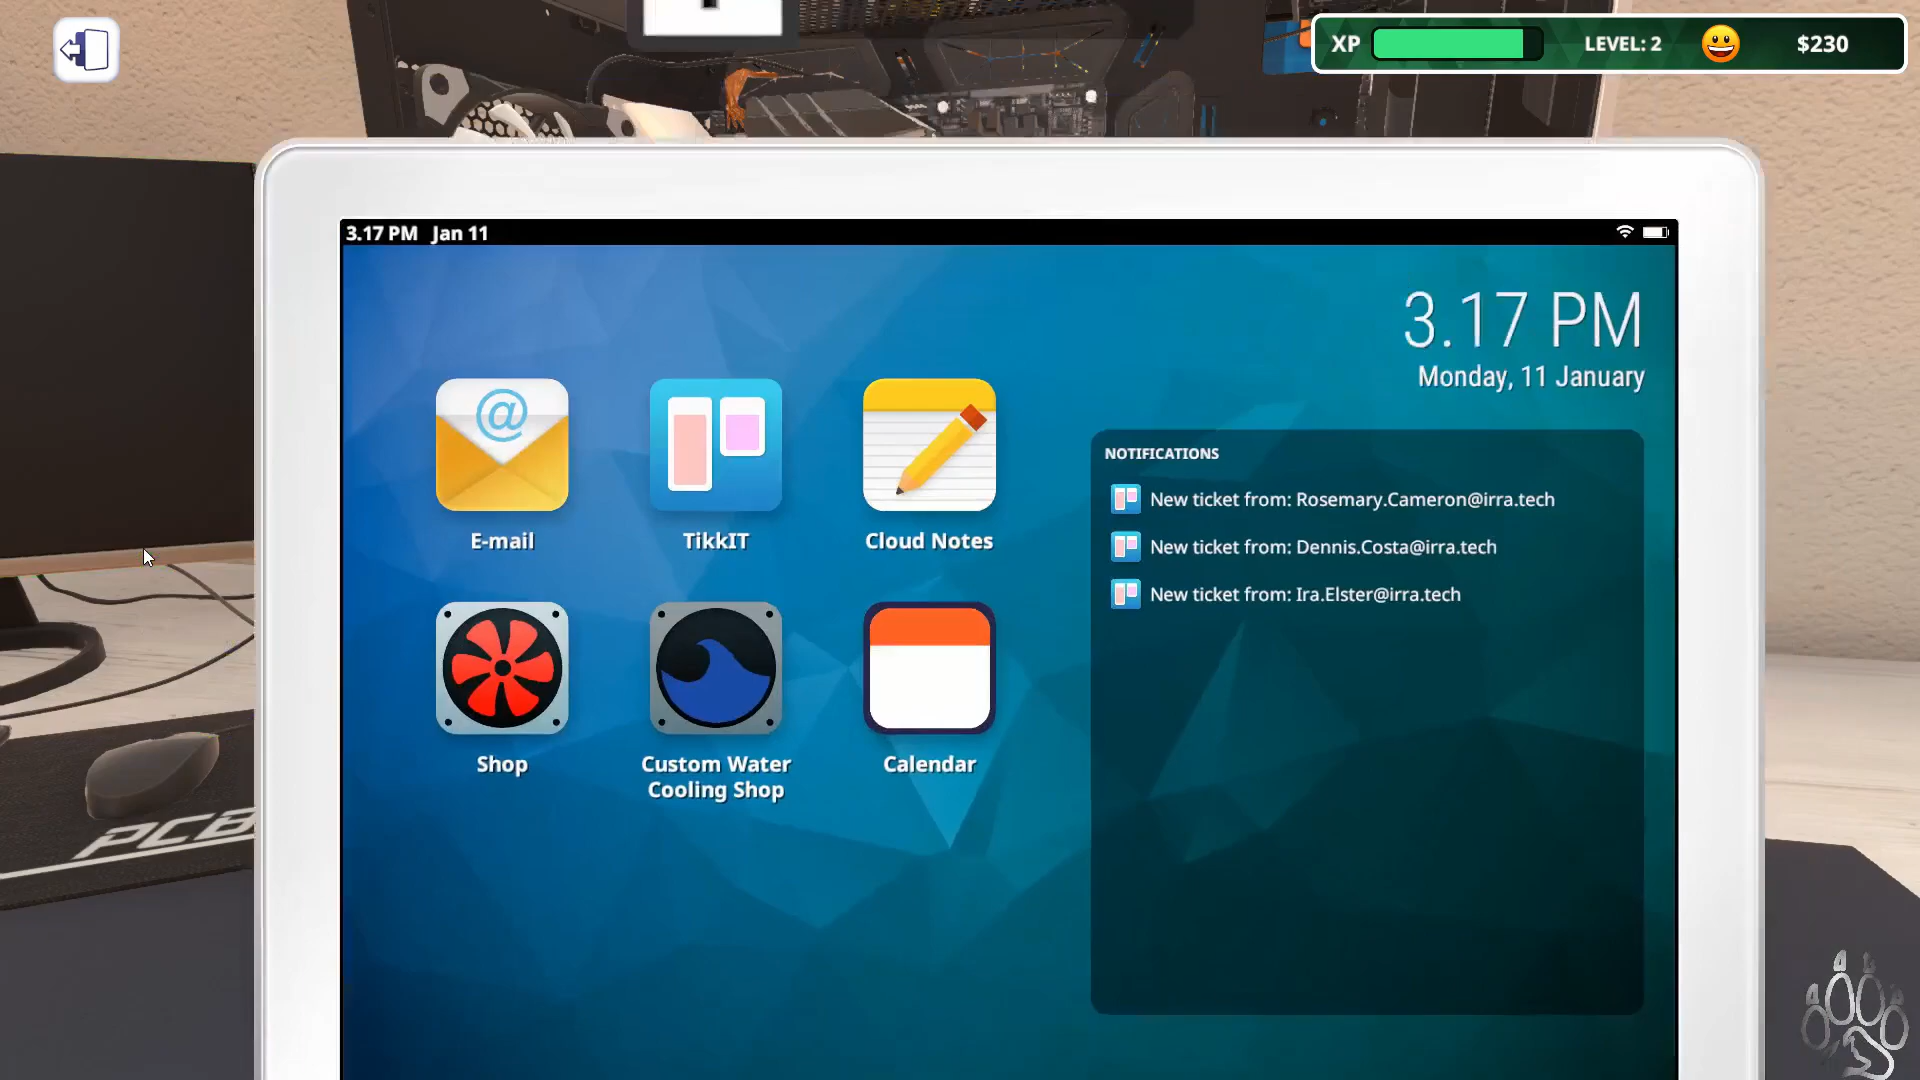 XP
LEVEL: 2
$230
3.17 PM Jan 11
3.17 PM
Monday, 11 January
NOTIFICATIONS
New ticket from: Rosemary.Cameron@irra.tech
New ticket from: Dennis.Costa@irra.tech
New ticket from: Ira.Elster@irra.tech
@
E-mail
TikkIT
Cloud Notes
Shop
Custom Water
Cooling Shop
Calendar
PCB